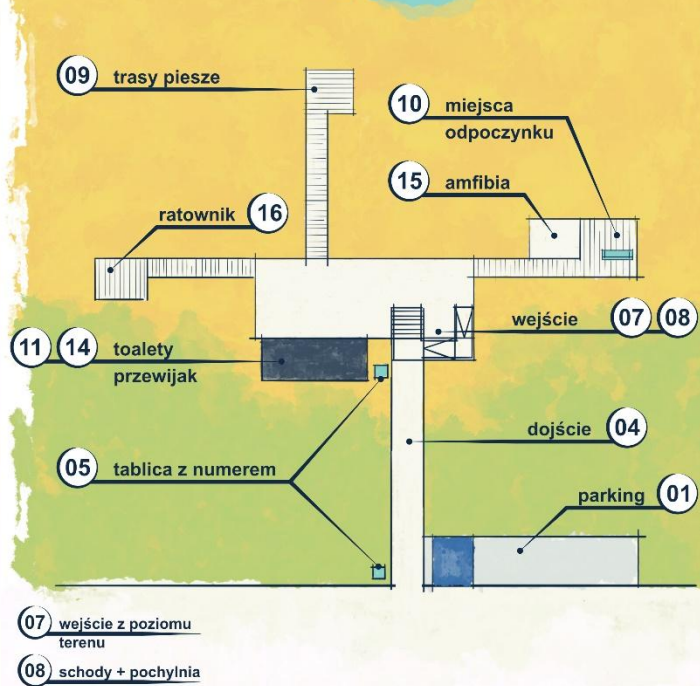 09 trasy piesze
10 miejsca
odpoczynku
15 amfibia
ratownik 16
wejście 07 08
11 14 toalety
przewijak
dojście 04
05 tablica z numerem
parking 01
07 wejście z poziomu
terenu
08 schody + pochylnia